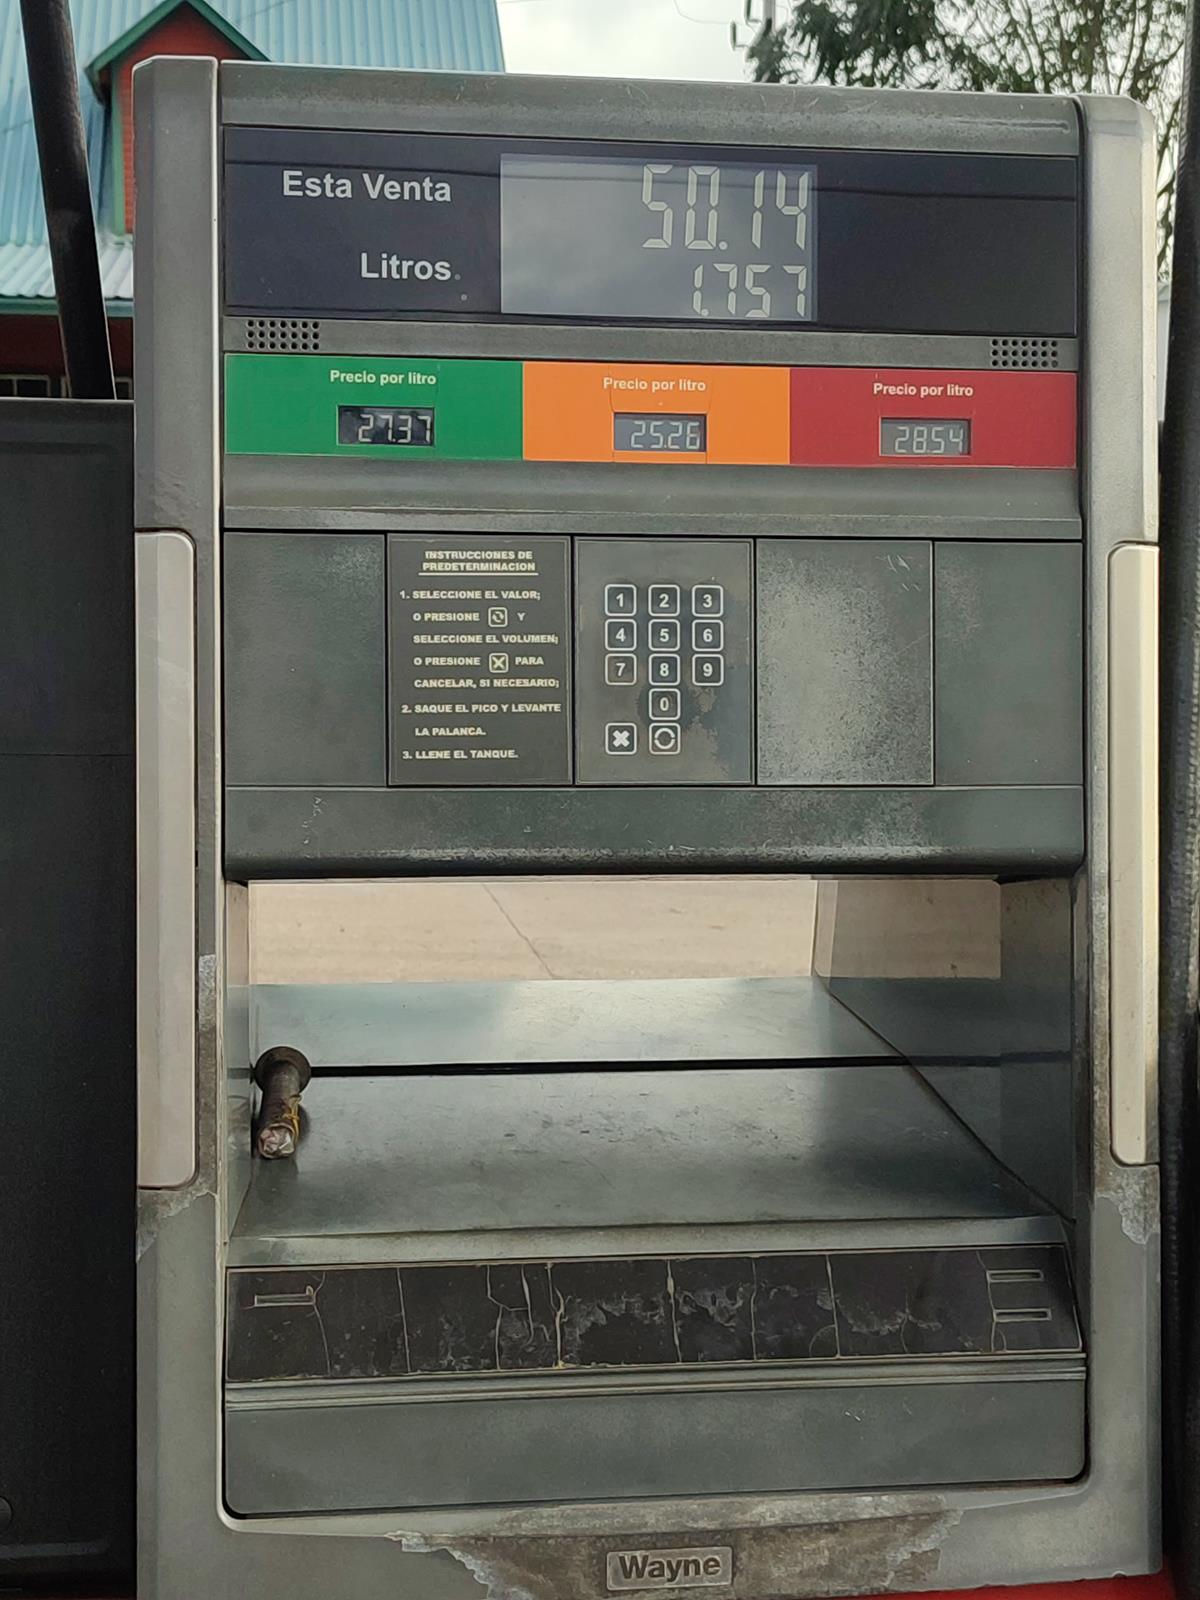 Esta Venta 50.14
Litros 1.757
Precio por litro
27.37
Precio por litro
25.26
Precio por litro
28.54
INSTRUCCIONES DE
PREDETERMINACION
1. SELECCIONE EL VALOR;
O PRESIONE Y
SELECCIONE EL VOLUMEN;
O PRESIONE PARA
CANCELAR, SI NECESARIO;
2. SAQUE EL PICO Y LEVANTE
LA PALANCA.
3. LLENE EL TANQUE.
1 2 3
4 5 6
7 8 9
0
Wayne